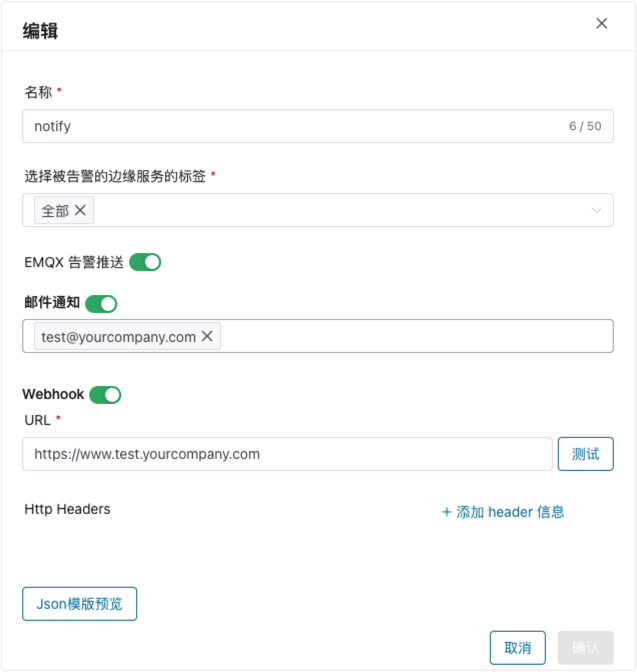 编辑
名称 *
notify 6 / 50
选择被告警的边缘服务的标签 *
全部
EMQX 告警推送
邮件通知
test@yourcompany.com
Webhook
URL *
https://www.test.yourcompany.com 测试
Http Headers + 添加 header 信息
Json模版预览
取消 确认